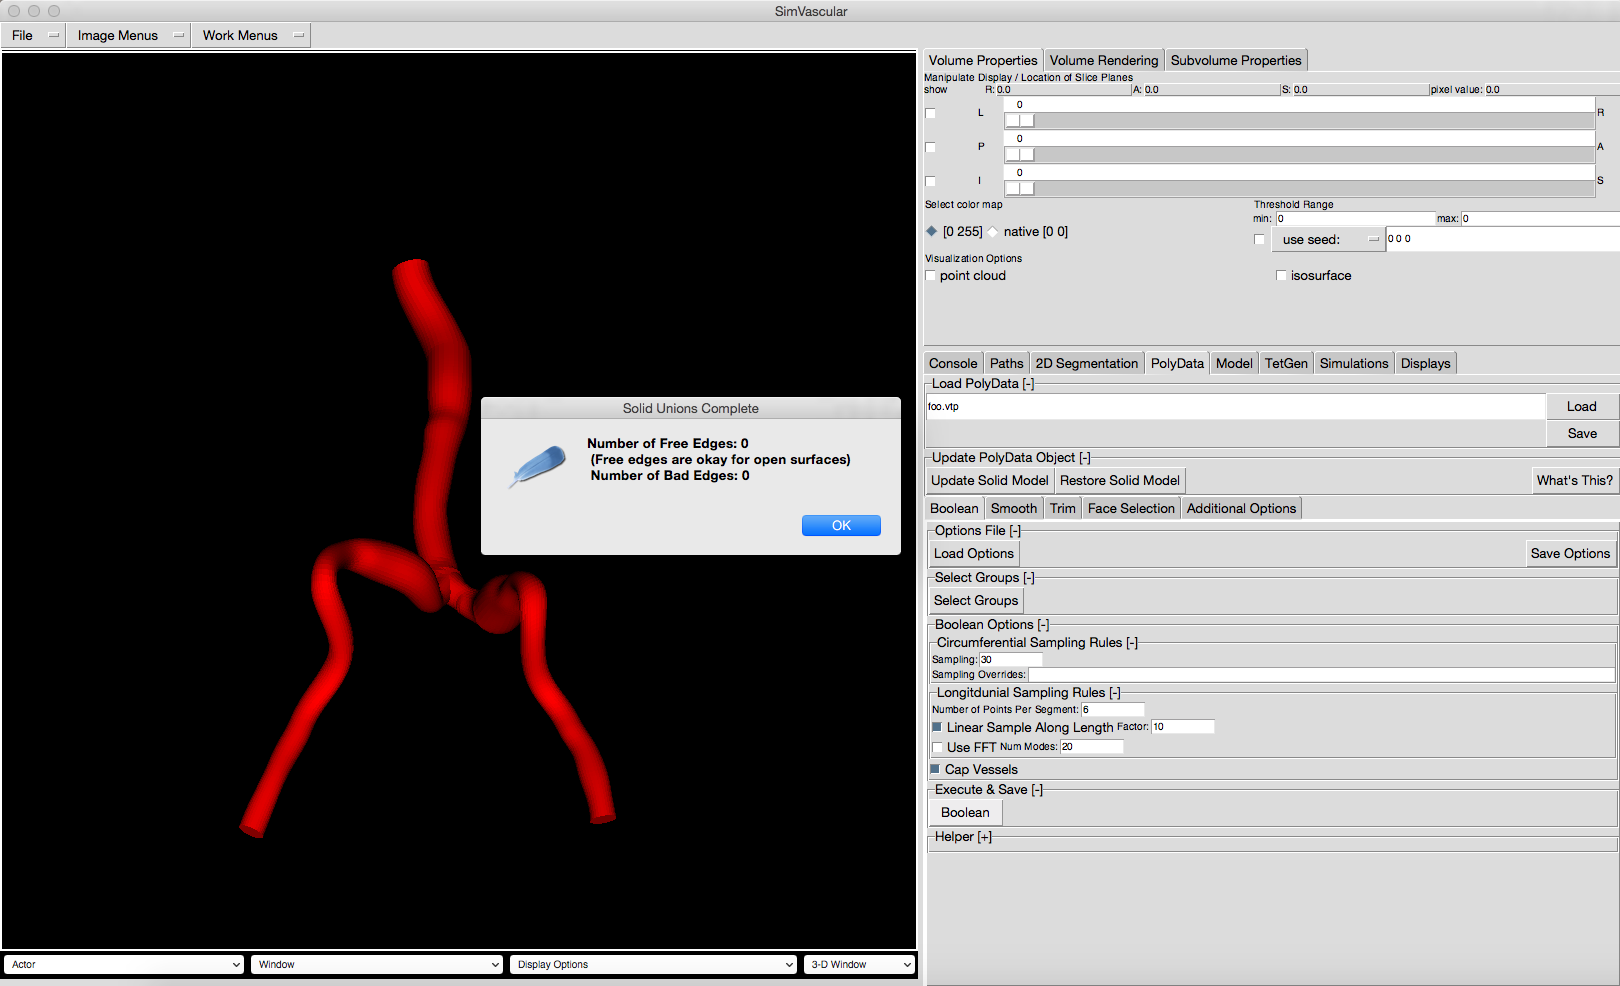 SimVascular
File Image Menus Work Menus
Volume Properties Volume Rendering Subvolume Properties
Manipulate Display / Location of Slice Planes
show R: 0.0 A: 0.0 S: 0.0 pixel value: 0.0
0
L R
0
P A
0
I S
Select color map Threshold Range
min: 0 max: 0
[0 255] native [0 0] use seed: 0 0 0
Visualization Options
point cloud isosurface
Console Paths 2D Segmentation PolyData Model TetGen Simulations Displays
Load PolyData [-]
foo.vtp Load
Save
Update PolyData Object [-]
Update Solid Model Restore Solid Model What's This?
Boolean Smooth Trim Face Selection Additional Options
Options File [-]
Load Options Save Options
Select Groups [-]
Select Groups
Boolean Options [-]
Circumferential Sampling Rules [-]
Sampling: 30
Sampling Overrides:
Longitdunial Sampling Rules [-]
Number of Points Per Segment: 6
Linear Sample Along Length Factor: 10
Use FFT Num Modes: 20
Cap Vessels
Execute & Save [-]
Boolean
Helper [+]
Solid Unions Complete
Number of Free Edges: 0
(Free edges are okay for open surfaces)
Number of Bad Edges: 0
OK
Actor Window Display Options 3-D Window